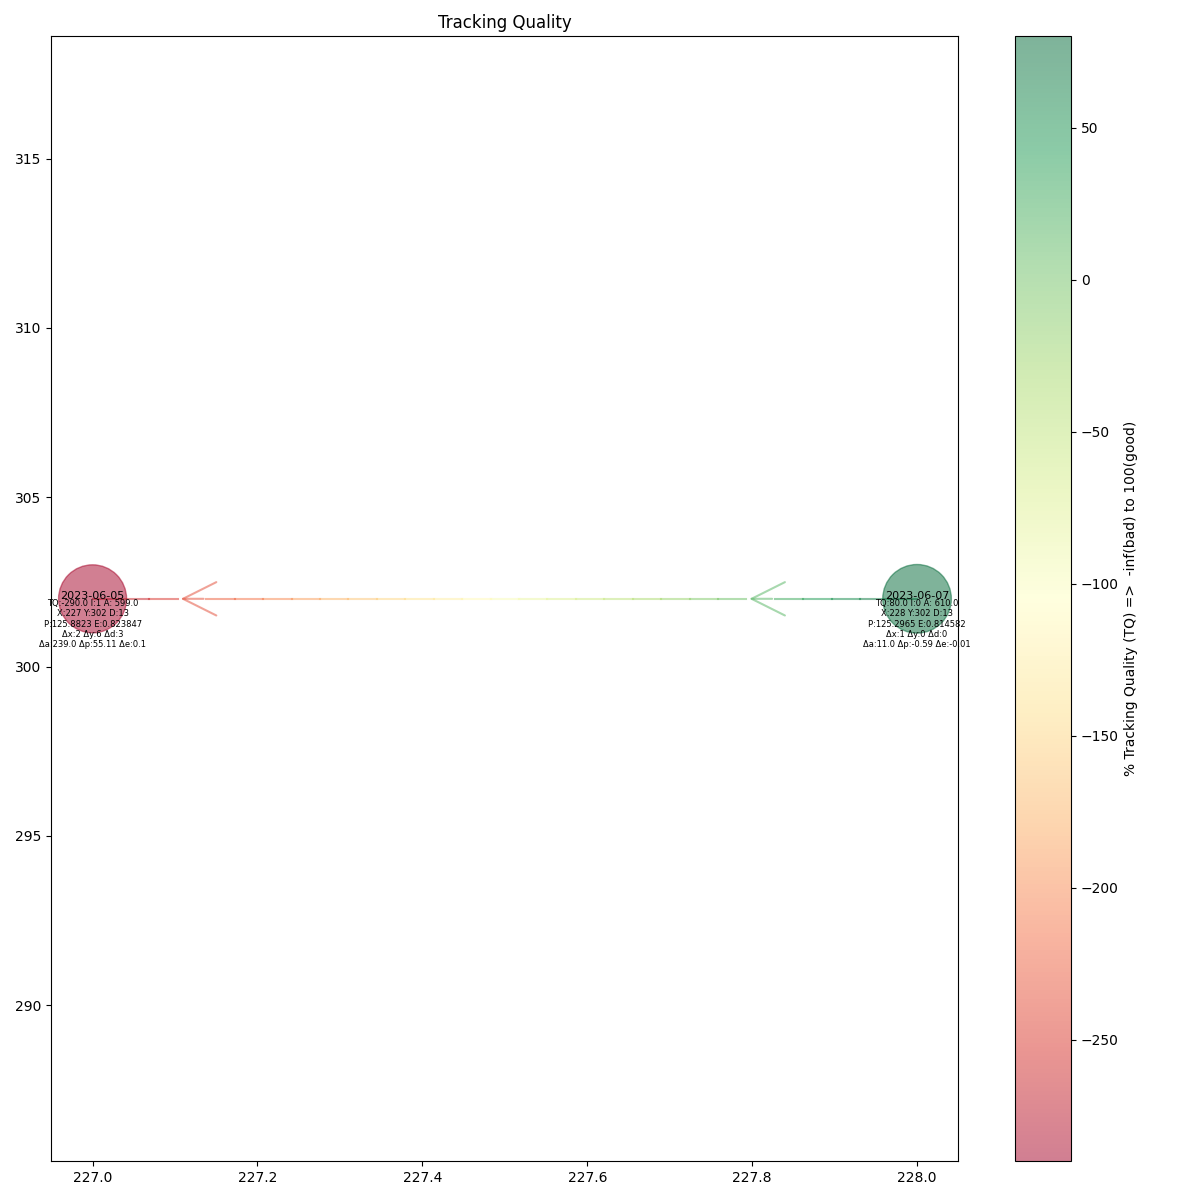 Tracking Quality
315
310
305
300
295
290
227.0
227.2
227.4
227.6
227.8
228.0
2023-06-05
TQ:-290.0 I:1 A: 599.0
X:227 Y:302 D:13
P:125.8823 E:0.823847
Δx:2 Δy:6 Δd:3
Δa:239.0 Δp:55.11 Δe:0.1
2023-06-07
TQ:80.0 I:0 A: 610.0
X:228 Y:302 D:13
P:125.2965 E:0.814582
Δx:1 Δy:0 Δd:0
Δa:11.0 Δp:-0.59 Δe:-0.01
50
0
−50
−100
−150
−200
−250
% Tracking Quality (TQ) => -inf(bad) to 100(good)